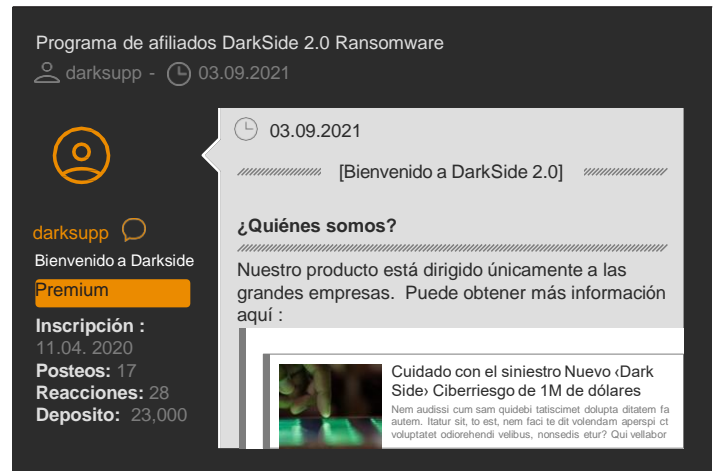 Programa de afiliados DarkSide 2.0 Ransomware
darksupp - 03.09.2021
darksupp
Bienvenido a Darkside
Premium
Inscripción :
11.04. 2020
Posteos: 17
Reacciones: 28
Deposito: 23,000
03.09.2021
[Bienvenido a DarkSide 2.0]
¿Quiénes somos?
Nuestro producto está dirigido únicamente a las
grandes empresas. Puede obtener más información
aquí :
Cuidado con el siniestro Nuevo ‹Dark
Side› Ciberriesgo de 1M de dólares
Nem audissi cum sam quidebi tatiscimet dolupta ditatem fa
autem. Itatur sit, to est, nem faci te dit volendam aperspi ct
voluptatet odiorehendi velibus, nonsedis etur? Qui vellabor